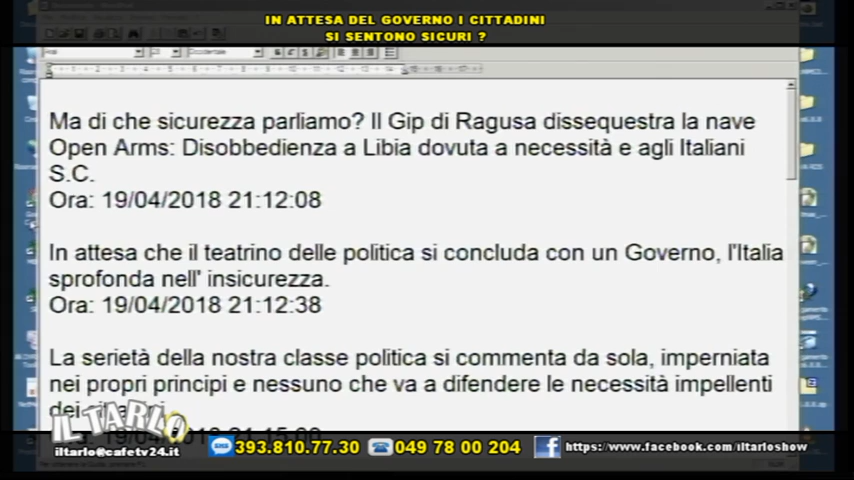 IN ATTESA DEL GOVERNO I CITTADINI
SI SENTONO SICURI ?
Ma di che sicurezza parliamo? Il Gip di Ragusa dissequestra la nave
Open Arms: Disobbedienza a Libia dovuta a necessità e agli Italiani
S.C.
Ora: 19/04/2018 21:12:08
In attesa che il teatrino delle politica si concluda con un Governo, l'Italia
sprofonda nell' insicurezza.
Ora: 19/04/2018 21:12:38
La serietà della nostra classe politica si commenta da sola, imperniata
nei propri principi e nessuno che va a difendere le necessità impellenti
dei
IL TARLO
iltarlo@cafetv24.it
SMS 393.810.77.30
049 78 00 204
f https://www.facebook.com/iltarloshow